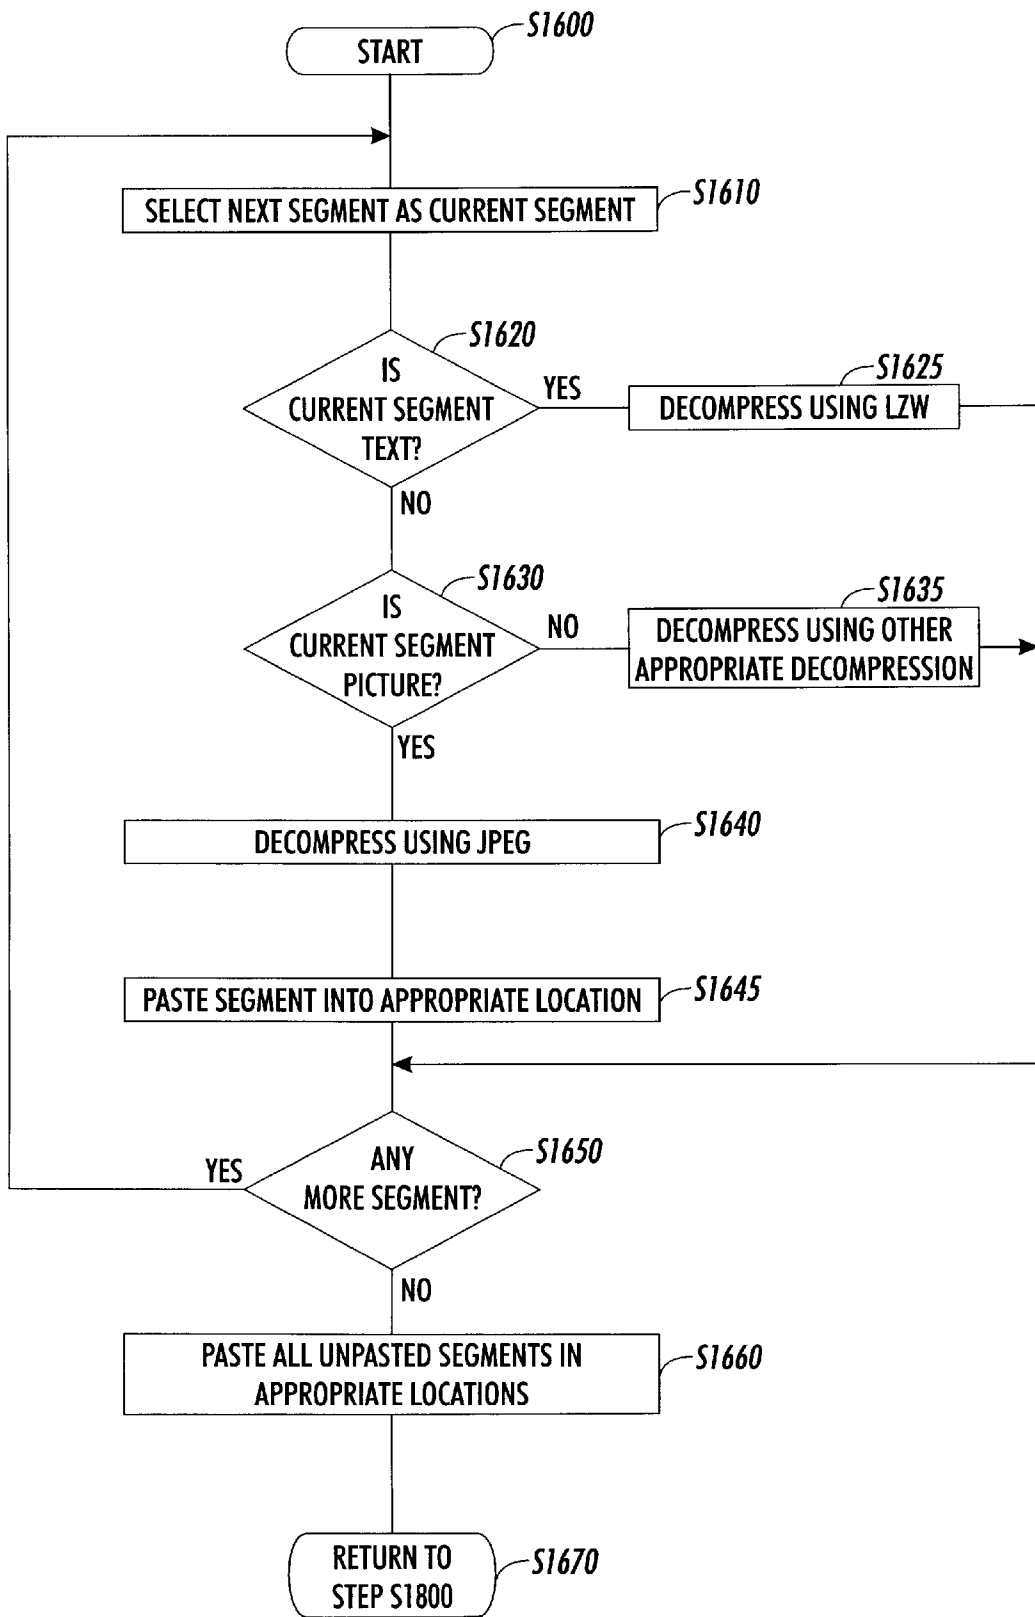 START
S1600
SELECT NEXT SEGMENT AS CURRENT SEGMENT
S1610
IS
CURRENT SEGMENT
TEXT?
S1620
YES
DECOMPRESS USING LZW
S1625
NO
IS
CURRENT SEGMENT
PICTURE?
S1630
NO
DECOMPRESS USING OTHER
APPROPRIATE DECOMPRESSION
S1635
YES
DECOMPRESS USING JPEG
S1640
PASTE SEGMENT INTO APPROPRIATE LOCATION
S1645
ANY
MORE SEGMENT?
S1650
YES
NO
PASTE ALL UNPASTED SEGMENTS IN
APPROPRIATE LOCATIONS
S1660
RETURN TO
STEP S1800
S1670